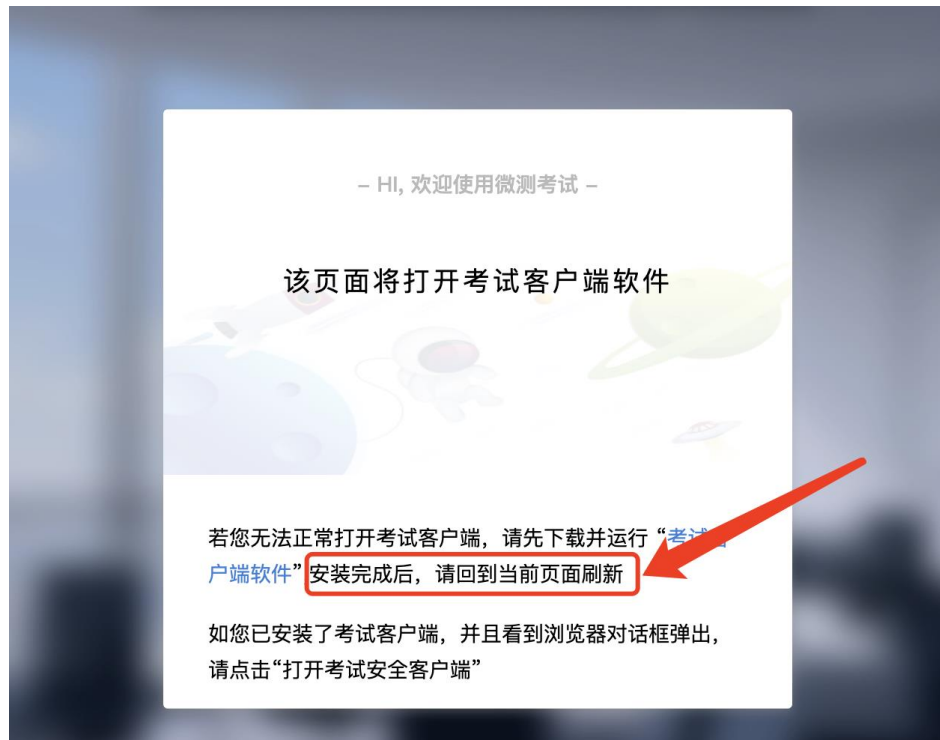 – HI, 欢迎使用微测考试 –
该页面将打开考试客户端软件
若您无法正常打开考试客户端，请先下载并运行“考试客
户端软件”安装完成后，请回到当前页面刷新
如您已安装了考试客户端，并且看到浏览器对话框弹出，
请点击“打开考试安全客户端”